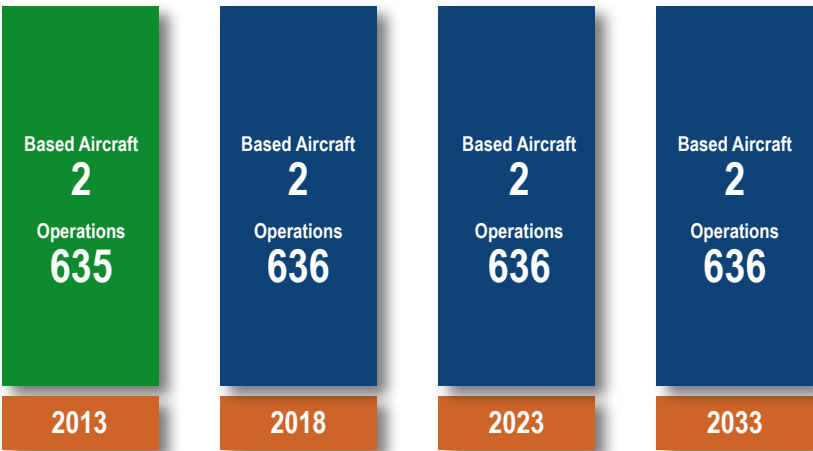 Based Aircraft
2
Operations
635
2013
Based Aircraft
2
Operations
636
2018
Based Aircraft
2
Operations
636
2023
Based Aircraft
2
Operations
636
2033